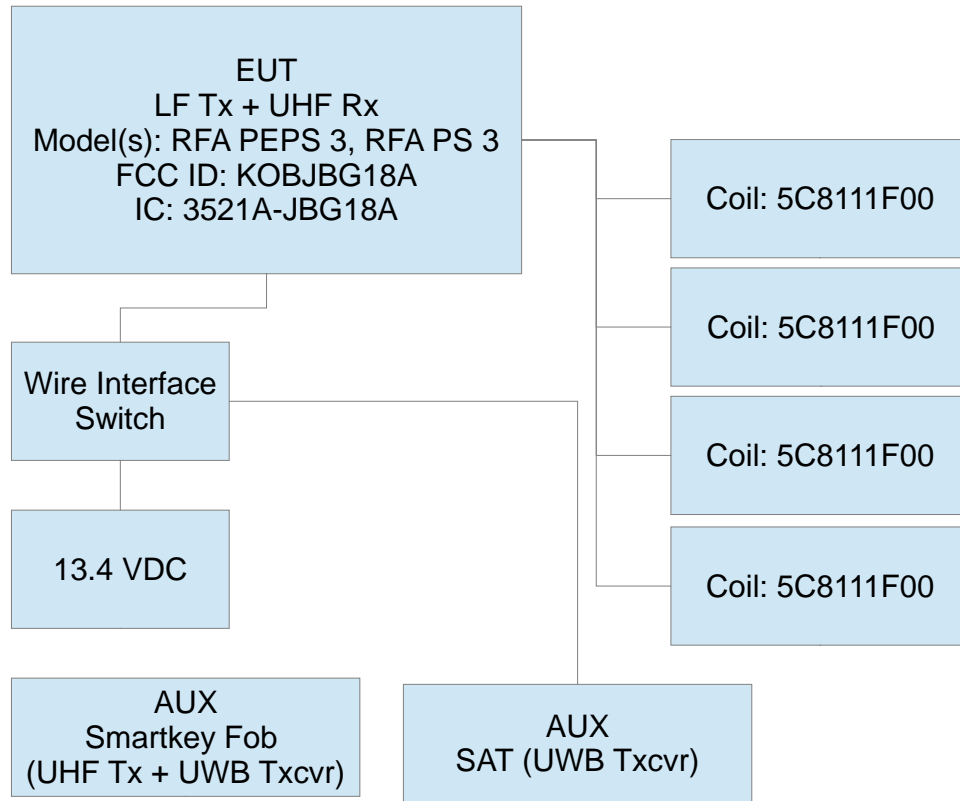 EUT
LF Tx + UHF Rx
Model(s): RFA PEPS 3, RFA PS 3
FCC ID: KOBJBG18A
IC: 3521A-JBG18A
Coil: 5C8111F00
Coil: 5C8111F00
Coil: 5C8111F00
Coil: 5C8111F00
Wire Interface
Switch
13.4 VDC
AUX
Smartkey Fob
(UHF Tx + UWB Txcvr)
AUX
SAT (UWB Txcvr)